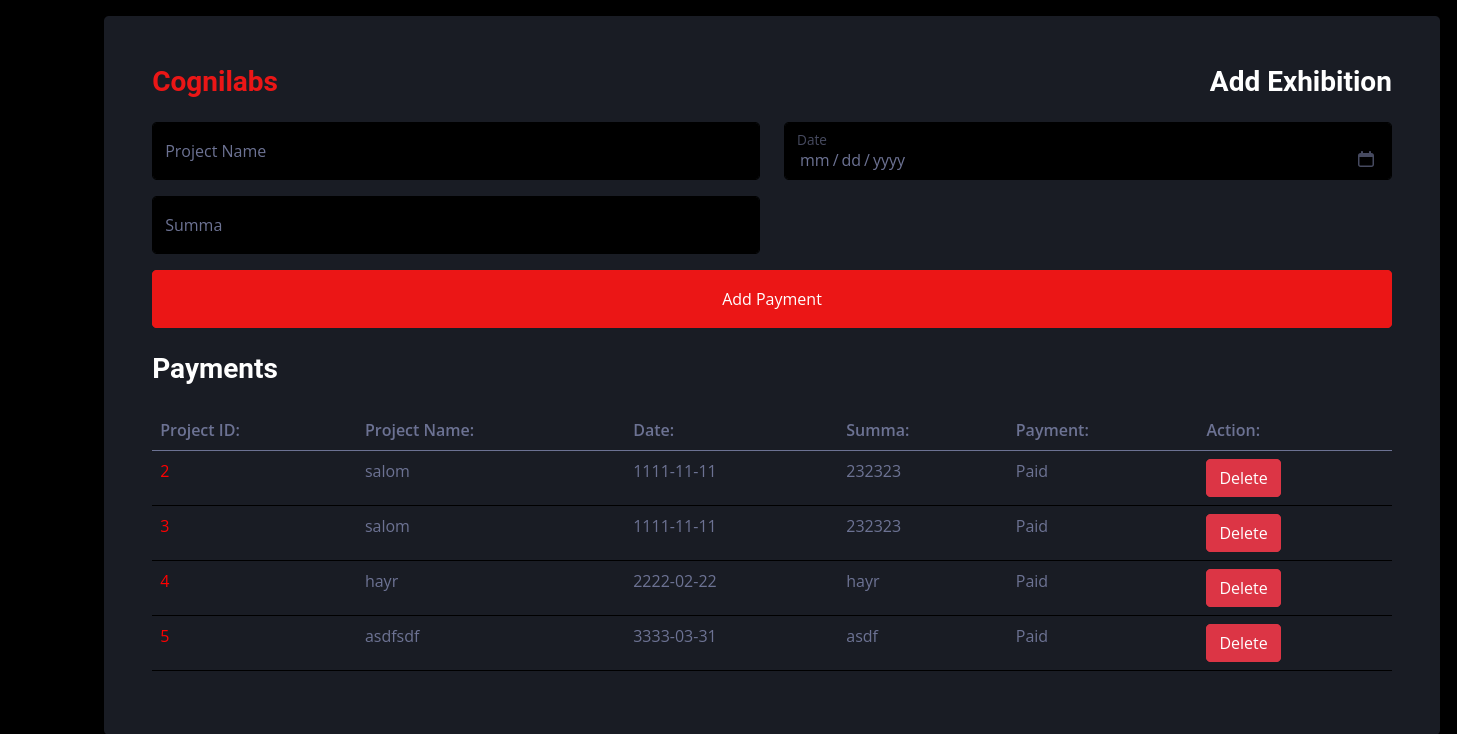 Cognilabs Add Exhibition
Project Name
Date
mm / dd / yyyy
Summa
Add Payment
Payments
Project ID: Project Name: Date: Summa: Payment: Action:
2 salom 1111-11-11 232323 Paid Delete
3 salom 1111-11-11 232323 Paid Delete
4 hayr 2222-02-22 hayr Paid Delete
5 asdfsdf 3333-03-31 asdf Paid Delete